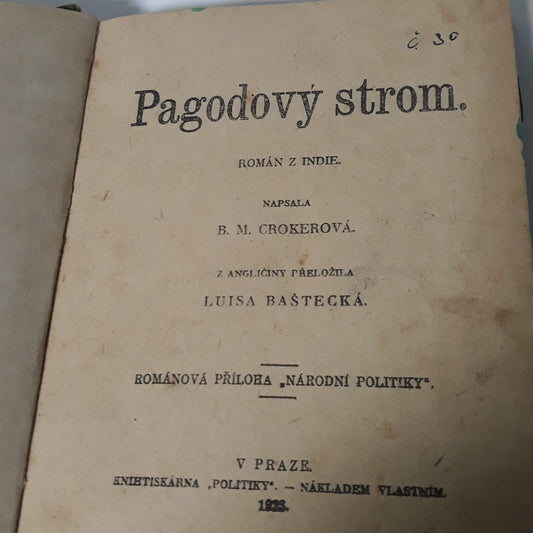 č. 30
Pagodový strom.
ROMÁN Z INDIE.
NAPSALA
B. M. CROKEROVÁ.
Z ANGLIČINY PŘELOŽILA
LUISA BAŠTECKÁ.
ROMÁNOVÁ PŘÍLOHA „NÁRODNÍ POLITIKY“.
V PRAZE.
KNIHTISKÁRNA „POLITIKY“. — NÁKLADEM VLASTNÍM.
1923.